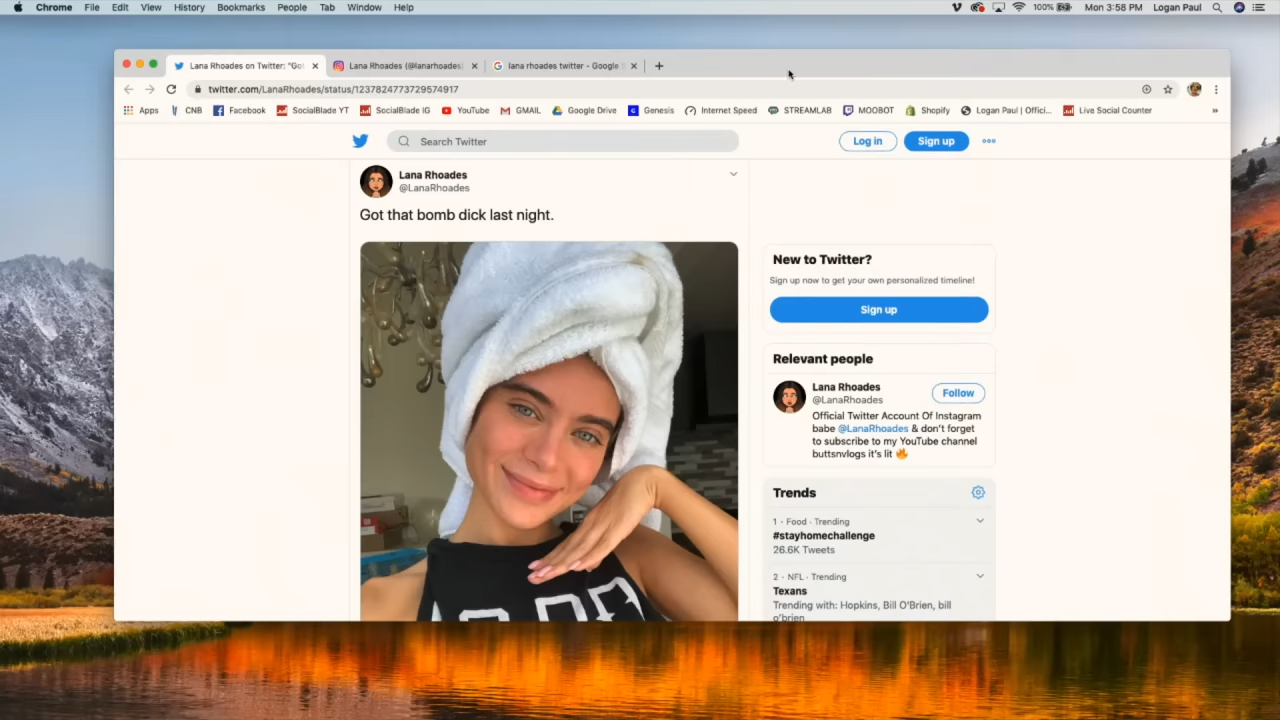 Chrome File Edit View History Bookmarks People Tab Window Help 100% Mon 3:58 PM Logan Paul
Lana Rhoades on Twitter: "Got Lana Rhoades (@lanarhoades lana rhoades twitter - Google S
twitter.com/LanaRhoades/status/1237824773729574917
Apps CNB Facebook SocialBlade YT SocialBlade IG YouTube GMAIL Google Drive Genesis Internet Speed STREAMLAB MOOBOT Shopify Logan Paul | Offici... Live Social Counter »
Search Twitter Log in Sign up
Lana Rhoades
@LanaRhoades
Got that bomb dick last night.
New to Twitter?
Sign up now to get your own personalized timeline!
Sign up
Relevant people
Lana Rhoades
@LanaRhoades
Follow
Official Twitter Account Of Instagram
babe @LanaRhoades & don't forget
to subscribe to my YouTube channel
buttsnvlogs it's lit 🔥
Trends
1 · Food · Trending
#stayhomechallenge
26.6K Tweets
2 · NFL · Trending
Texans
Trending with: Hopkins, Bill O'Brien, bill
o'brien